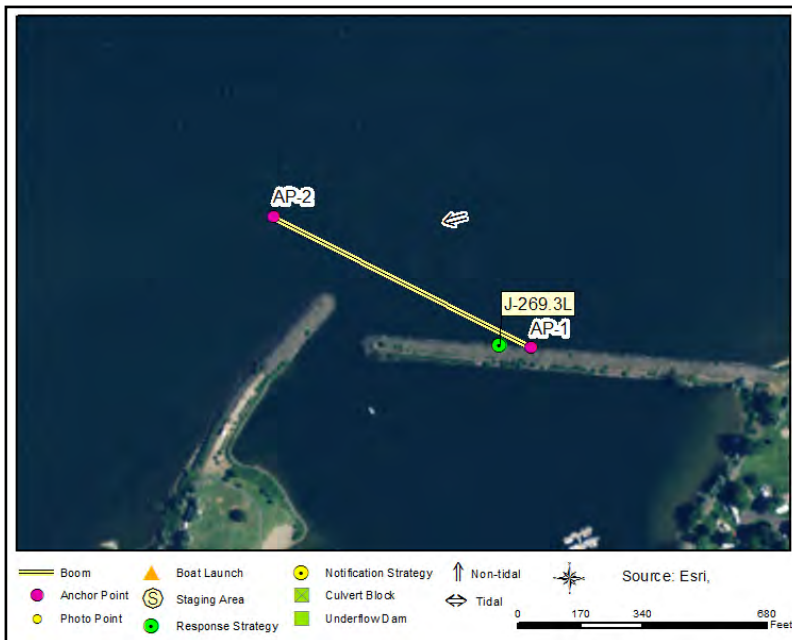 AP-2
J-269.3L
AP-1
Boom
Boat Launch
Notification Strategy
Non-tidal
Source: Esri,
Anchor Point
S Staging Area
Culvert Block
Tidal
Photo Point
Response Strategy
Underflow Dam
0 170 340 680
Feet